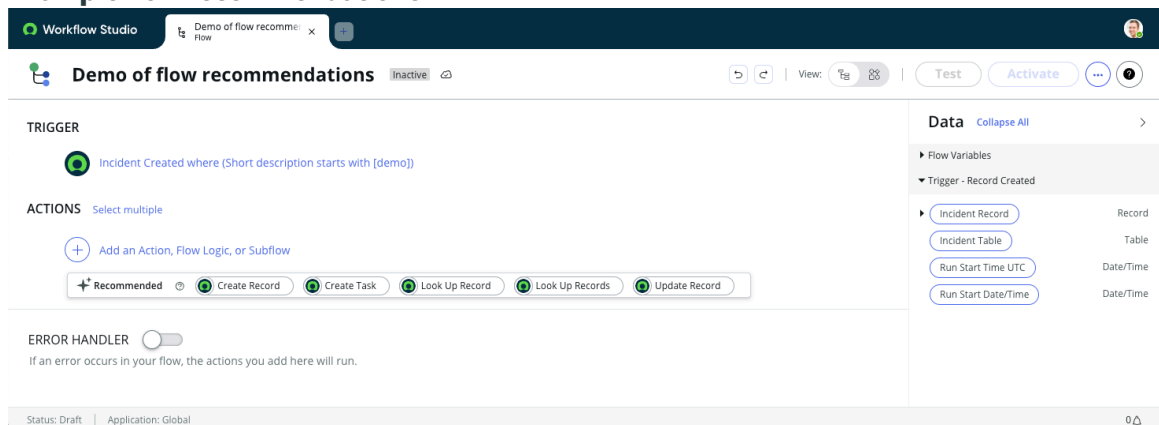 Workflow Studio
Demo of flow recommen
Flow
Demo of flow recommendations
Inactive
View:
Test
Activate
TRIGGER
Incident Created where (Short description starts with [demo])
ACTIONS Select multiple
Add an Action, Flow Logic, or Subflow
Recommended Create Record Create Task Look Up Record Look Up Records Update Record
ERROR HANDLER
If an error occurs in your flow, the actions you add here will run.
Data Collapse All
Flow Variables
Trigger - Record Created
Incident Record Record
Incident Table Table
Run Start Time UTC Date/Time
Run Start Date/Time Date/Time
Status: Draft | Application: Global
0